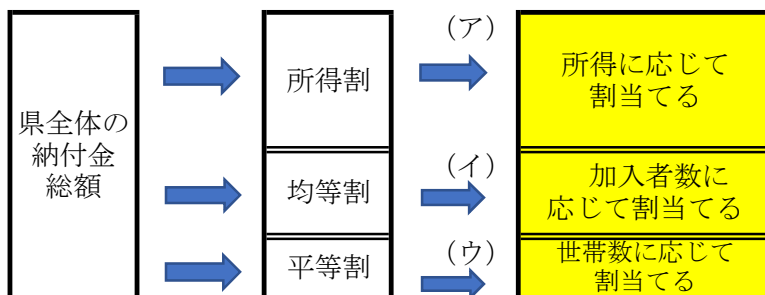 県全体の
納付金
総額
所得割
均等割
平等割
(ア)
所得に応じて
割当てる
(イ)
加入者数に
応じて割当てる
(ウ)
世帯数に応じて
割当てる